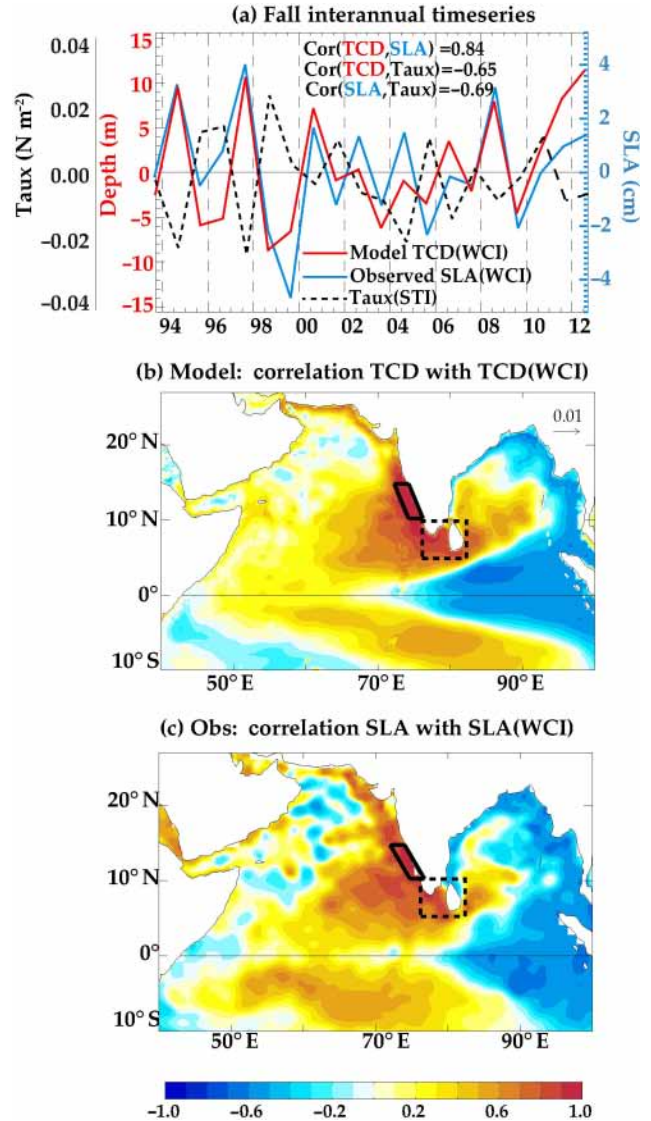 (a) Fall interannual timeseries
Cor(TCD,SLA) =0.84
Cor(TCD,Taux)=−0.65
Cor(SLA,Taux)=−0.69
Taux (N m⁻²)
0.04
0.02
0.00
−0.02
−0.04
Depth (m)
15
10
5
0
−5
−10
−15
SLA (cm)
4
2
0
−2
−4
Model TCD(WCI)
Observed SLA(WCI)
Taux(STI)
94 96 98 00 02 04 06 08 10 12
(b) Model: correlation TCD with TCD(WCI)
0.01
20° N
10° N
0°
10° S
50° E 70° E 90° E
(c) Obs: correlation SLA with SLA(WCI)
20° N
10° N
0°
10° S
50° E 70° E 90° E
−1.0 −0.6 −0.2 0.2 0.6 1.0